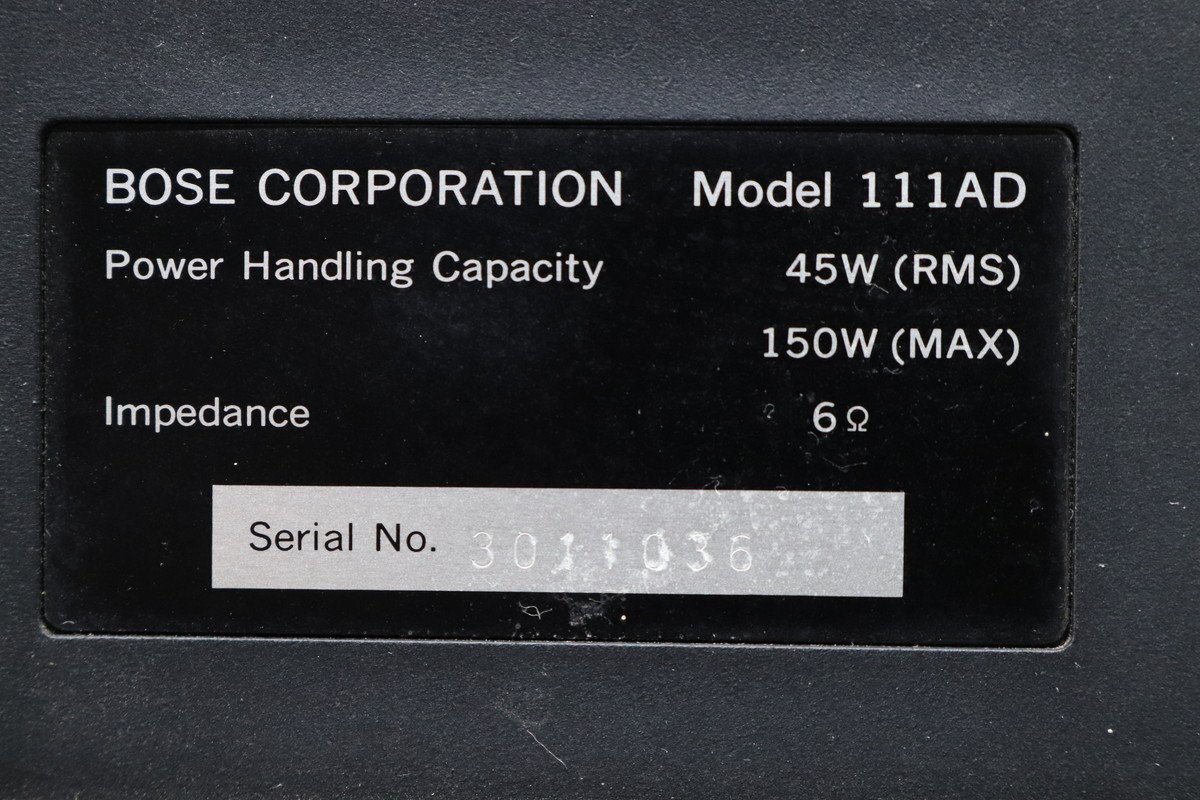 BOSE CORPORATION Model 111AD
Power Handling Capacity 45W (RMS)
150W (MAX)
Impedance 6Ω
Serial No. 3011036